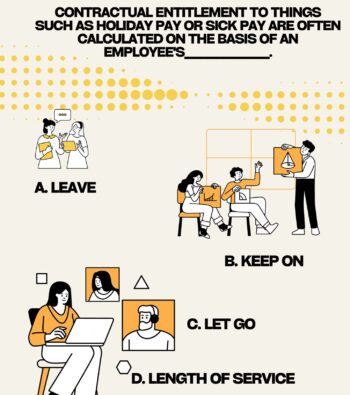 CONTRACTUAL ENTITLEMENT TO THINGS
SUCH AS HOLIDAY PAY OR SICK PAY ARE OFTEN
CALCULATED ON THE BASIS OF AN
EMPLOYEE'S____________.
A. LEAVE
B. KEEP ON
C. LET GO
D. LENGTH OF SERVICE